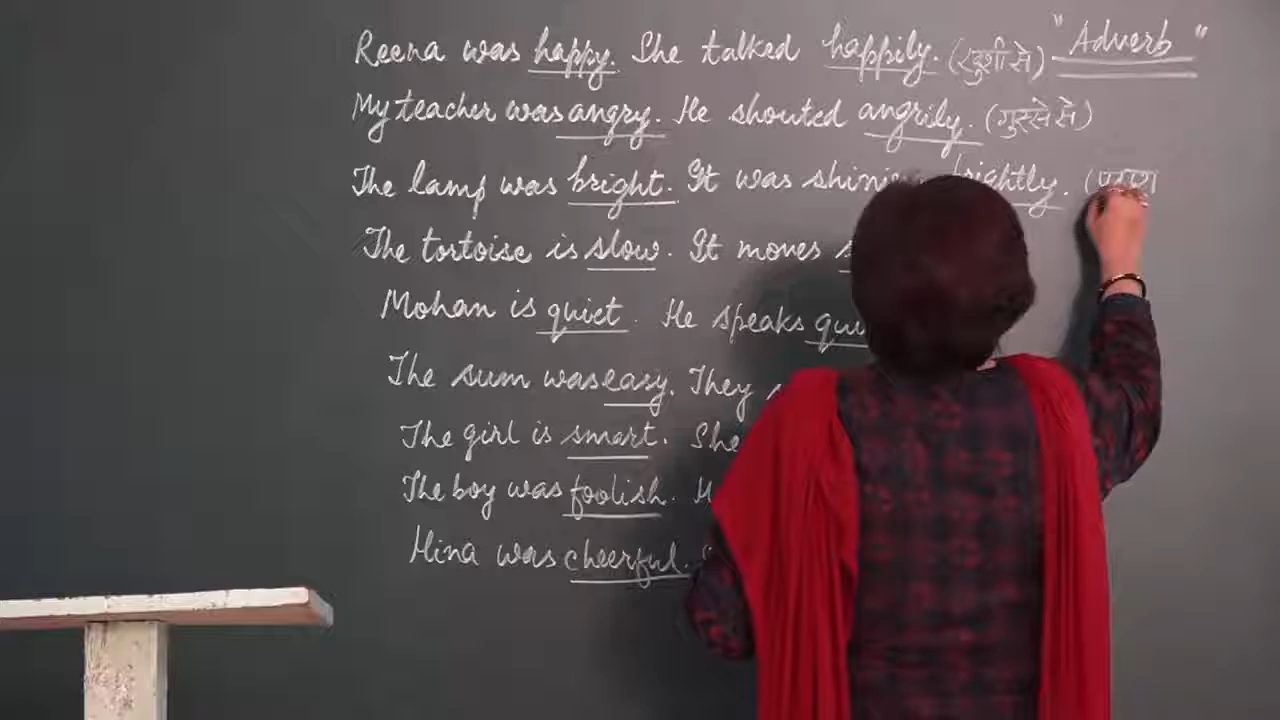 Reena was happy. She talked happily. (खुशी से) "Adverb"
My teacher was angry. He shouted angrily. (गुस्से से)
The lamp was bright. It was brightly. (
The tortoise is slow. It moves
Mohan is quiet. He speaks
The sum was easy. They
The girl is smart. She
The boy was foolish.
Mina was cheerful.